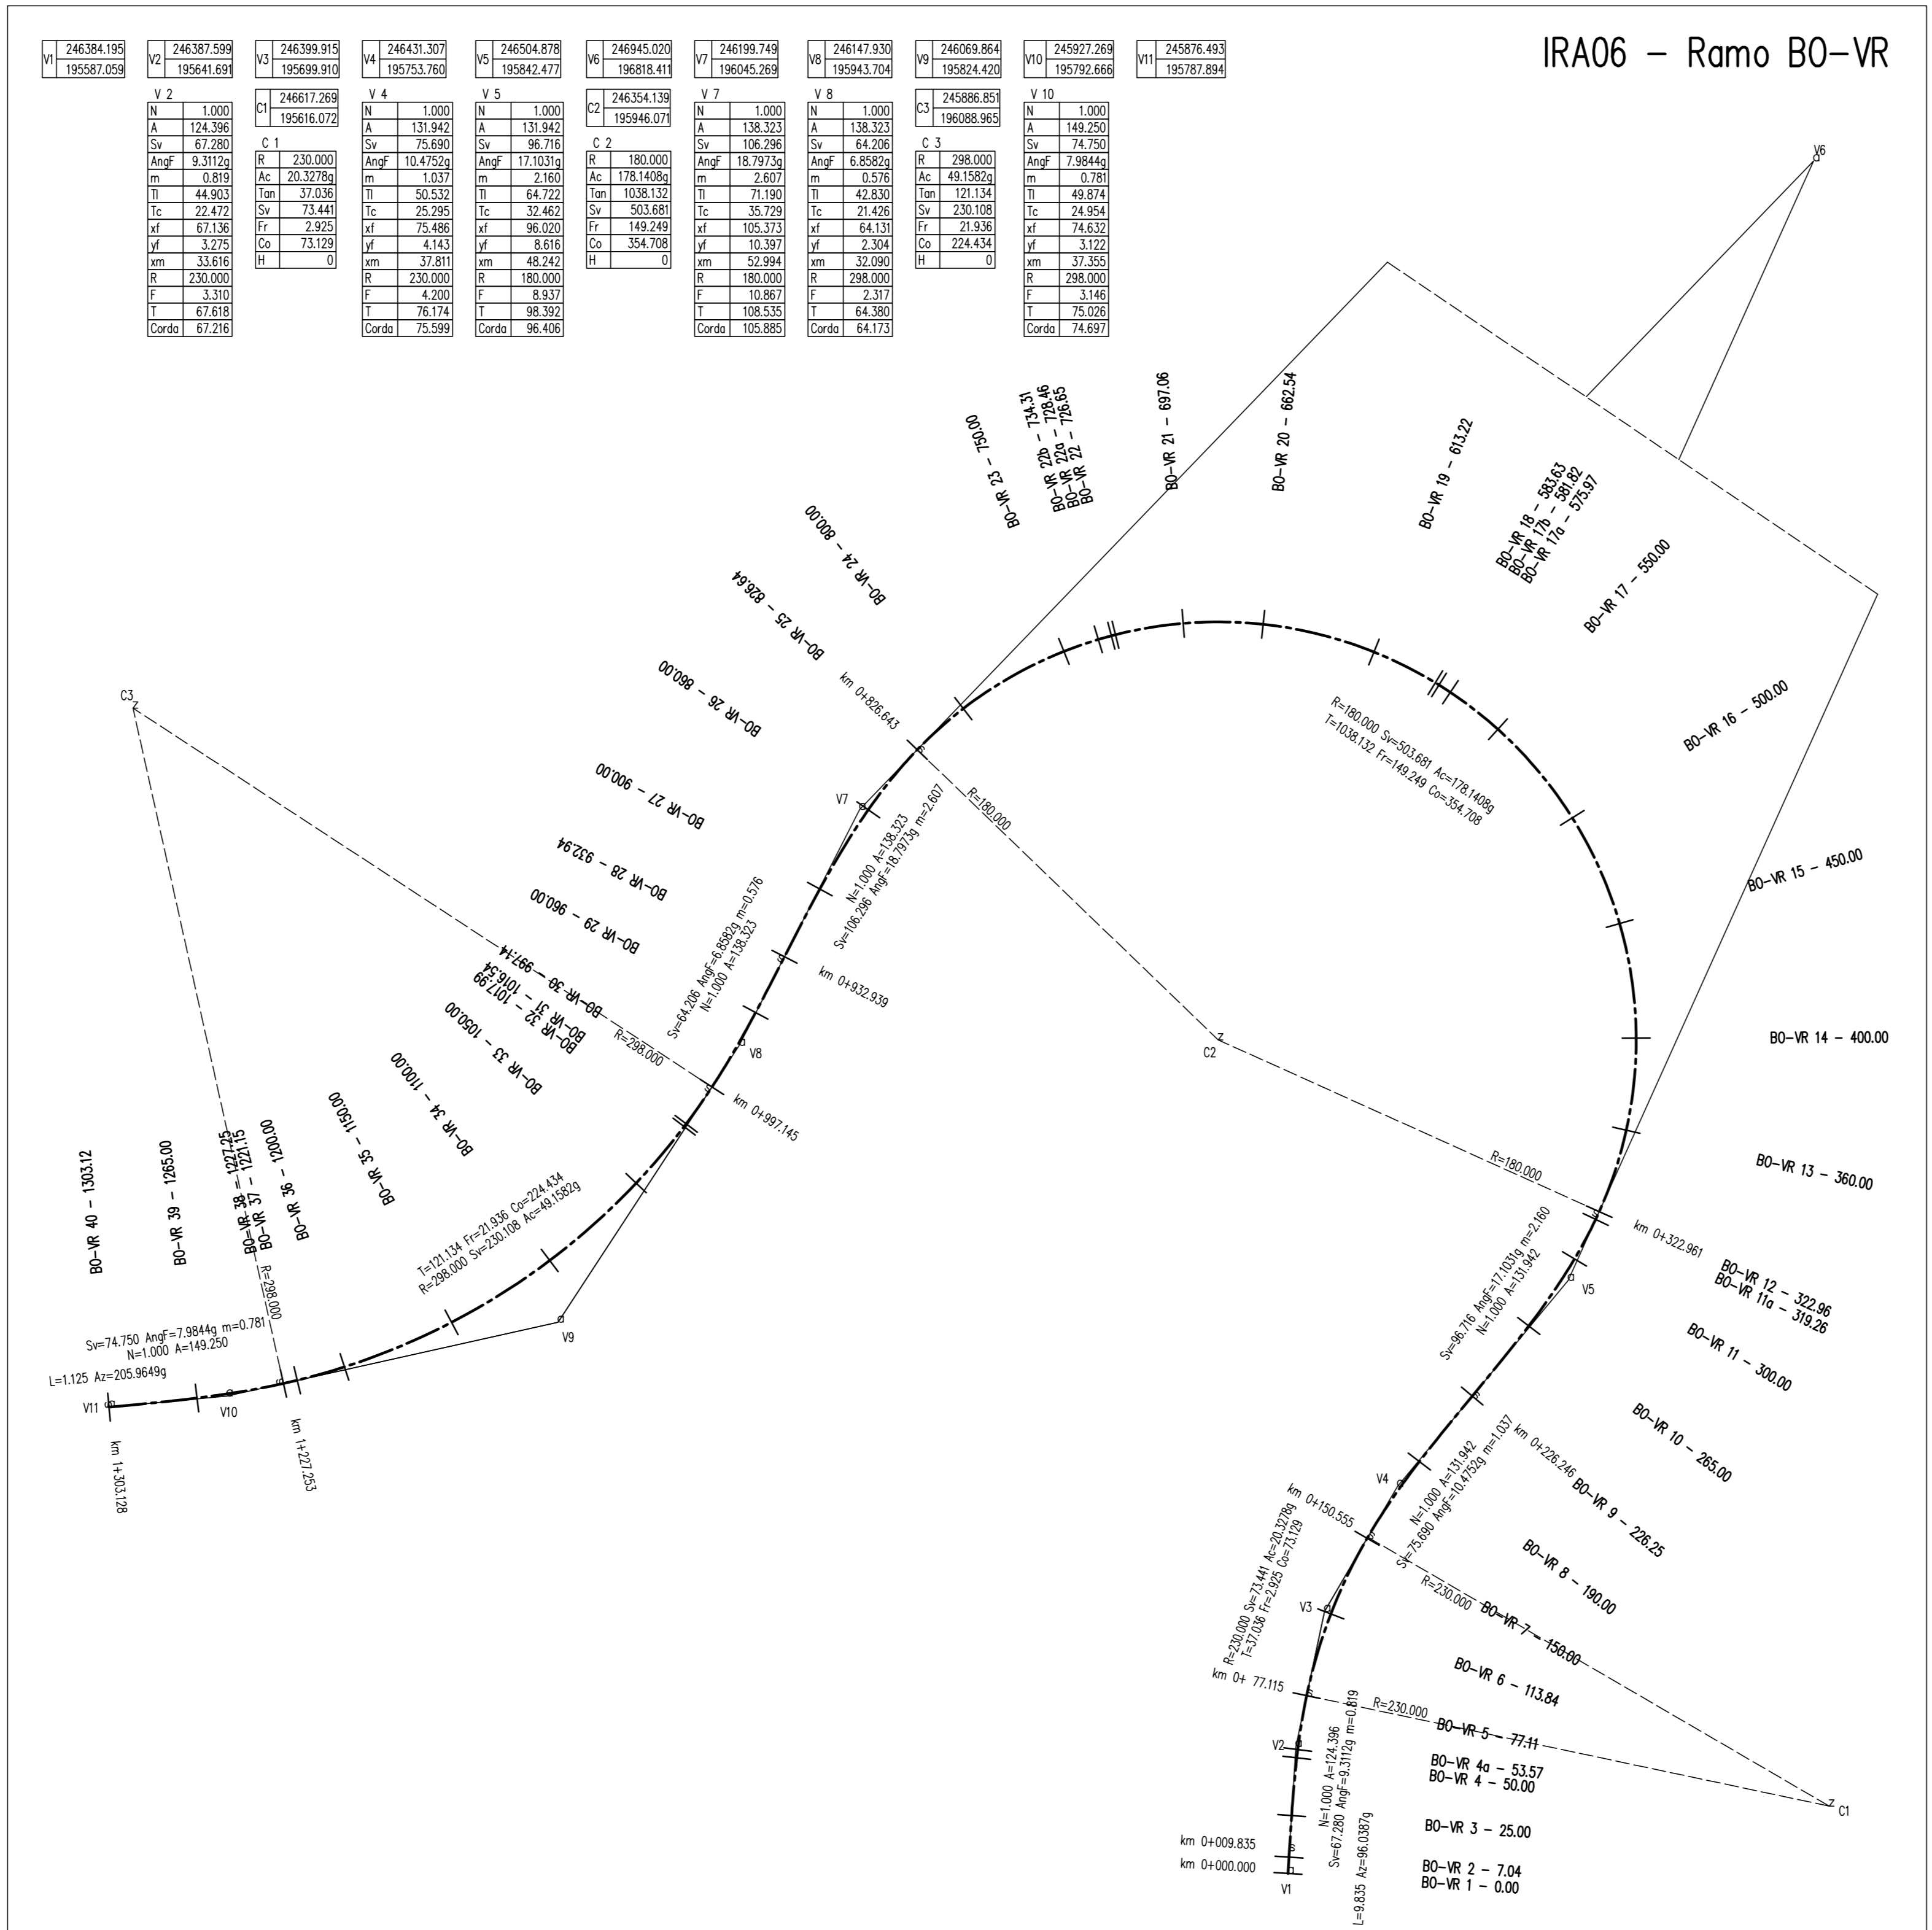 IRA06 - Ramo BO-VR
V1 246384.195 195587.059
V2 246387.599 195641.691
V3 246399.915 195699.910
V4 246431.307 195753.760
V5 246504.878 195842.477
V6 246945.020 196818.411
V7 246199.749 196045.269
V8 246147.930 195943.704
V9 246069.864 195824.420
V10 245927.269 195792.666
V11 245876.493 195787.894
V 2
N 1.000
A 124.396
Sv 67.280
AngF 9.3112g
m 0.819
Tl 44.903
Tc 22.472
xf 67.136
yf 3.275
xm 33.616
R 230.000
F 3.310
T 67.618
Corda 67.216
C1 246617.269 195616.072
C 1
R 230.000
Ac 20.3278g
Tan 37.036
Sv 73.441
Fr 2.925
Co 73.129
H 0
V 4
N 1.000
A 131.942
Sv 75.690
AngF 10.4752g
m 1.037
Tl 50.532
Tc 25.295
xf 75.486
yf 4.143
xm 37.811
R 230.000
F 4.200
T 76.174
Corda 75.599
V 5
N 1.000
A 131.942
Sv 96.716
AngF 17.1031g
m 2.160
Tl 64.722
Tc 32.462
xf 96.020
yf 8.616
xm 48.242
R 180.000
F 8.937
T 98.392
Corda 96.406
C2 246354.139 195946.071
C 2
R 180.000
Ac 178.1408g
Tan 1038.132
Sv 503.681
Fr 149.249
Co 354.708
H 0
V 7
N 1.000
A 138.323
Sv 106.296
AngF 18.7973g
m 2.607
Tl 71.190
Tc 35.729
xf 105.373
yf 10.397
xm 52.994
R 180.000
F 10.867
T 108.535
Corda 105.885
V 8
N 1.000
A 138.323
Sv 64.206
AngF 6.8582g
m 0.576
Tl 42.830
Tc 21.426
xf 64.131
yf 2.304
xm 32.090
R 298.000
F 2.317
T 64.380
Corda 64.173
C3 245886.851 196088.965
C 3
R 298.000
Ac 49.1582g
Tan 121.134
Sv 230.108
Fr 21.936
Co 224.434
H 0
V 10
N 1.000
A 149.250
Sv 74.750
AngF 7.9844g
m 0.781
Tl 49.874
Tc 24.954
xf 74.632
yf 3.122
xm 37.355
R 298.000
F 3.146
T 75.026
Corda 74.697
V6
BO-VR 23 - 750.00
BO-VR 22b - 734.31
BO-VR 22a - 728.46
BO-VR 22 - 726.65
BO-VR 21 - 697.06
BO-VR 20 - 662.54
BO-VR 19 - 613.22
BO-VR 18 - 583.63
BO-VR 17b - 581.82
BO-VR 17a - 575.97
BO-VR 17 - 550.00
BO-VR 16 - 500.00
BO-VR 15 - 450.00
BO-VR 14 - 400.00
BO-VR 13 - 360.00
BO-VR 12 - 322.96
BO-VR 11a - 319.26
BO-VR 11 - 300.00
BO-VR 10 - 265.00
BO-VR 9 - 226.25
BO-VR 8 - 190.00
BO-VR 7 - 150.00
BO-VR 6 - 113.84
BO-VR 5 - 77.11
BO-VR 4a - 53.57
BO-VR 4 - 50.00
BO-VR 3 - 25.00
BO-VR 2 - 7.04
BO-VR 1 - 0.00
BO-VR 24 - 800.00
BO-VR 25 - 826.64
BO-VR 26 - 860.00
BO-VR 27 - 900.00
BO-VR 28 - 932.94
BO-VR 29 - 960.00
BO-VR 30 - 997.14
BO-VR 31 - 1016.54
BO-VR 32 - 1017.99
BO-VR 33 - 1050.00
BO-VR 34 - 1100.00
BO-VR 35 - 1150.00
BO-VR 36 - 1200.00
BO-VR 37 - 1221.15
BO-VR 38 - 1227.25
BO-VR 39 - 1265.00
BO-VR 40 - 1303.12
C3
km 0+826.643
V7
R=180.000
R=180.000 Sv=503.681 Ac=178.1408g
T=1038.132 Fr=149.249 Co=354.708
N=1.000 A=138.323
Sv=106.296 AngF=18.7973g m=2.607
Sv=64.206 AngF=6.8582g m=0.576
N=1.000 A=138.323
km 0+932.939
V8
C2
R=298.000
km 0+997.145
R=180.000
km 0+322.961
T=121.134 Fr=21.936 Co=224.434
R=298.000 Sv=230.108 Ac=49.1582g
R=298.000
V9
Sv=74.750 AngF=7.9844g m=0.781
N=1.000 A=149.250
L=1.125 Az=205.9649g
V11
V10
km 1+303.128
km 1+227.253
Sv=96.716 AngF=17.1031g m=2.160
N=1.000 A=131.942
V5
km 0+226.246
V4
N=1.000 A=131.942
Sv=75.690 AngF=10.4752g m=1.037
km 0+150.555
R=230.000
R=230.000 Sv=73.441 Ac=20.3278g
T=37.036 Fr=2.925 Co=73.129
V3
km 0+ 77.115
R=230.000
V2
N=1.000 A=124.396
Sv=67.280 AngF=9.3112g m=0.819
L=9.835 Az=96.0387g
C1
km 0+009.835
km 0+000.000
V1